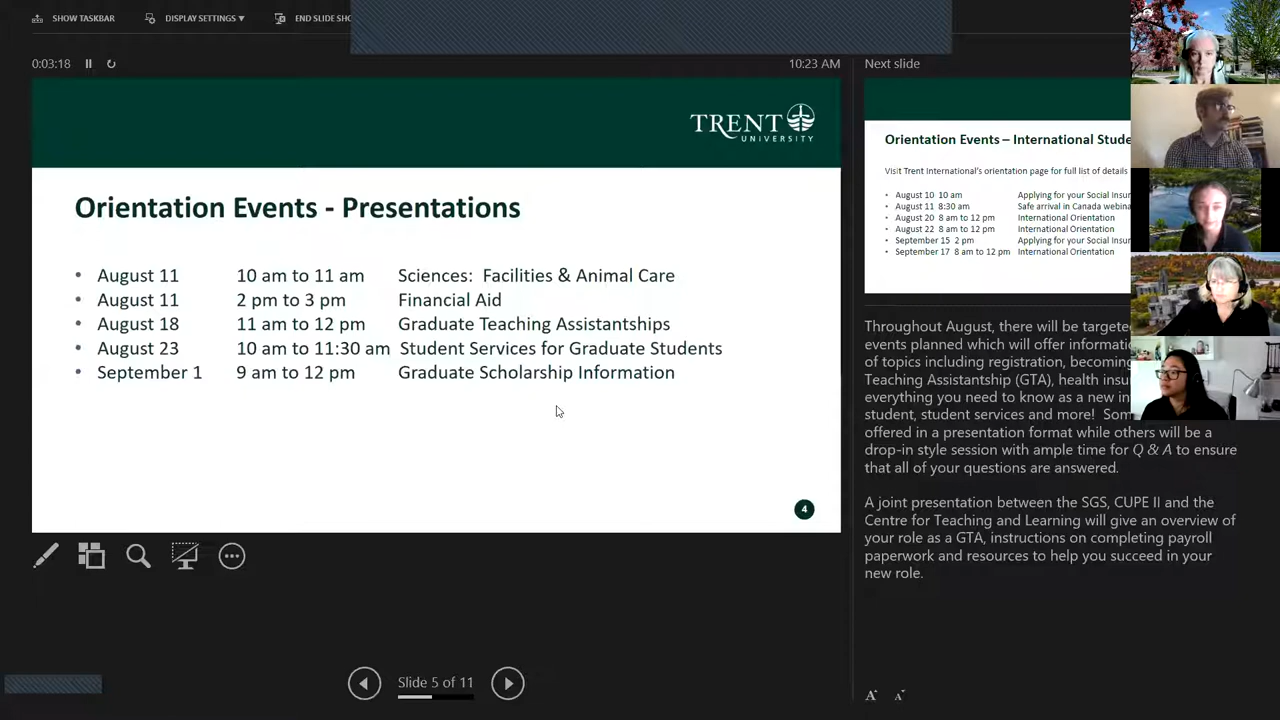 SHOW TASKBAR DISPLAY SETTINGS ▼ END SLIDE
0:03:18 10:23 AM
TRENT
UNIVERSITY
Orientation Events - Presentations
• August 11 10 am to 11 am Sciences: Facilities & Animal Care
• August 11 2 pm to 3 pm Financial Aid
• August 18 11 am to 12 pm Graduate Teaching Assistantships
• August 23 10 am to 11:30 am Student Services for Graduate Students
• September 1 9 am to 12 pm Graduate Scholarship Information
4
Slide 5 of 11
Next slide
Orientation Events – International
Visit Trent International's orientation page for full list of details
• August 10 10 am Applying for your Social
• August 11 8:30 am Safe arrival in Canada
• August 20 8 am to 12 pm International Orientation
• August 22 8 am to 12 pm International Orientation
• September 15 2 pm Applying for your Social
• September 17 8 am to 12 pm International Orientation
Throughout August, there will be
events planned which will offer
of topics including registration,
Teaching Assistantship (GTA), health
everything you need to know as a new
student, student services and more!
offered in a presentation format while others will be a
drop-in style session with ample time for Q & A to ensure
that all of your questions are answered.
A joint presentation between the SGS, CUPE II and the
Centre for Teaching and Learning will give an overview of
your role as a GTA, instructions on completing payroll
paperwork and resources to help you succeed in your
new role.
A A